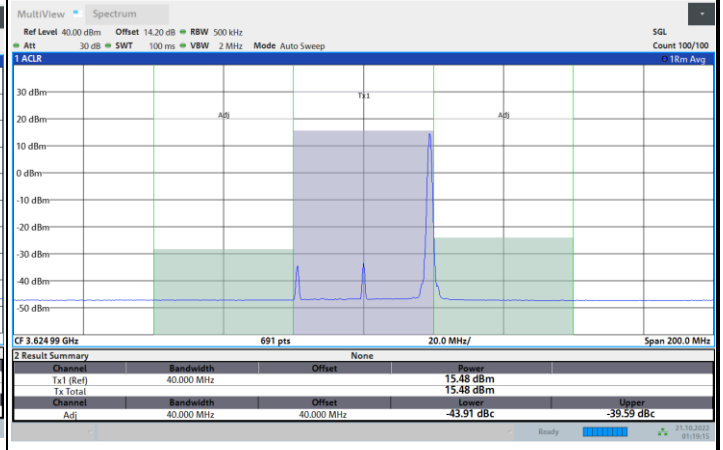 MultiView Spectrum
Ref Level 40.00 dBm Offset 14.20 dB RBW 500 kHz SGL
Att 30 dB SWT 100 ms VBW 2 MHz Mode Auto Sweep Count 100/100
1 ACLR 1Rm Avg
30 dBm
Tx1
20 dBm Adj Adj
10 dBm
0 dBm
-10 dBm
-20 dBm
-30 dBm
-40 dBm
-50 dBm
CF 3.624 99 GHz 691 pts 20.0 MHz/ Span 200.0 MHz
2 Result Summary None
Channel Bandwidth Offset Power
Tx1 (Ref) 40.000 MHz 15.48 dBm
Tx Total 15.48 dBm
Channel Bandwidth Offset Lower Upper
Adj 40.000 MHz 40.000 MHz -43.91 dBc -39.59 dBc
Ready 21.10.2022
01:19:15